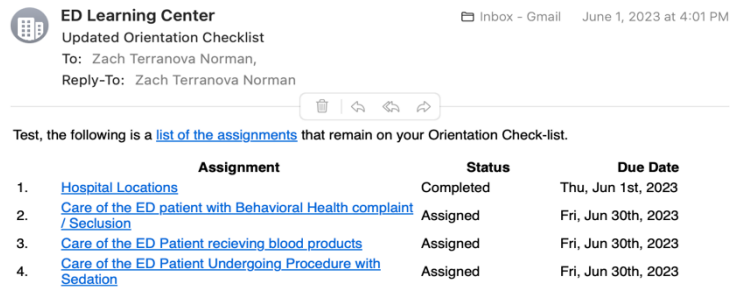 ED Learning Center
Inbox - Gmail June 1, 2023 at 4:01 PM
Updated Orientation Checklist
To: Zach Terranova Norman,
Reply-To: Zach Terranova Norman
Test, the following is a list of the assignments that remain on your Orientation Check-list.
Assignment Status Due Date
1. Hospital Locations Completed Thu, Jun 1st, 2023
2. Care of the ED patient with Behavioral Health complaint / Seclusion Assigned Fri, Jun 30th, 2023
3. Care of the ED Patient recieving blood products Assigned Fri, Jun 30th, 2023
4. Care of the ED Patient Undergoing Procedure with Sedation Assigned Fri, Jun 30th, 2023